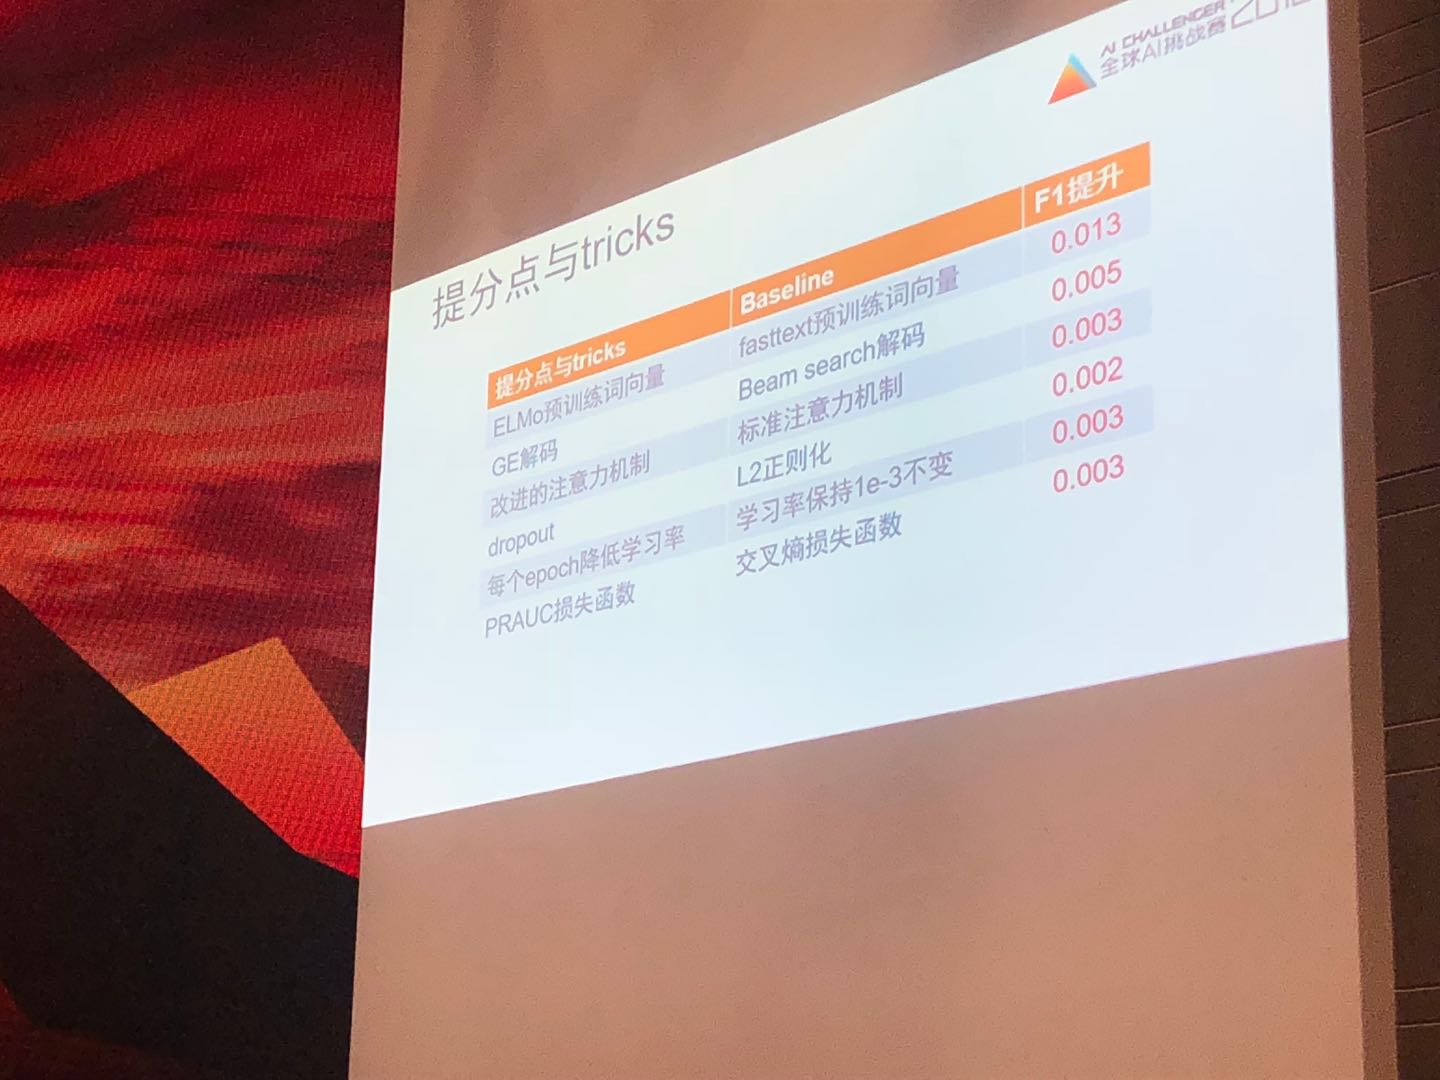 AI CHALLENGER
全球AI挑战赛
提分点与tricks
提分点与tricks Baseline F1提升
ELMo预训练词向量 fasttext预训练词向量 0.013
GE解码 Beam search解码 0.005
改进的注意力机制 标准注意力机制 0.003
dropout L2正则化 0.002
每个epoch降低学习率 学习率保持1e-3不变 0.003
PRAUC损失函数 交叉熵损失函数 0.003